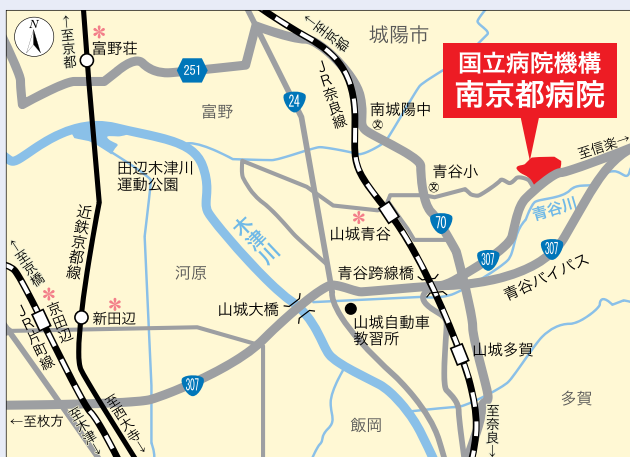 N
←至京都
富野荘
251
富野
24
←至京都
JR奈良線
城陽市
国立病院機構
南京都病院
南城陽中
文
至信楽→
青谷小
文
田辺木津川
運動公園
近鉄京都線
木津川
山城青谷
70
青谷川
307
307
青谷バイパス
←至京橋
河原
青谷跨線橋
京田辺
新田辺
山城大橋
JR片町線
山城自動車
教習所
山城多賀
307
多賀
←至枚方
至木津→
至西大寺→
飯岡
至奈良→